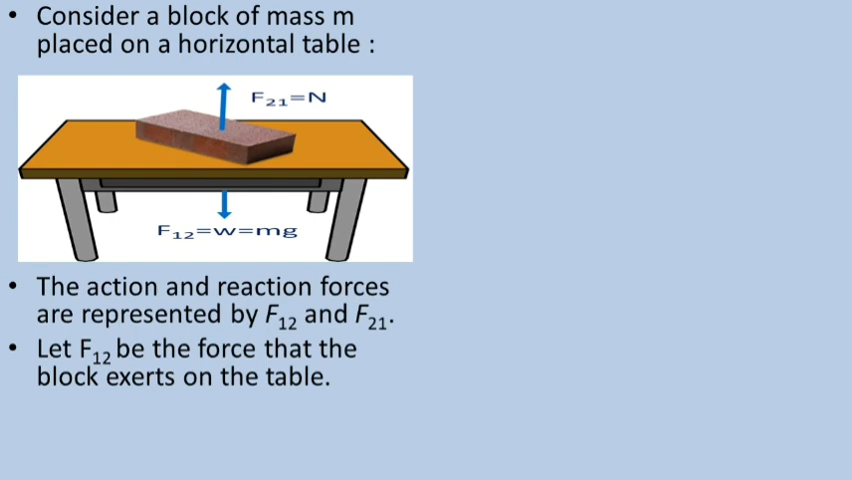 • Consider a block of mass m
placed on a horizontal table :
F₂₁=N
F₁₂=w=mg
• The action and reaction forces
are represented by F₁₂ and F₂₁.
• Let F₁₂ be the force that the
block exerts on the table.